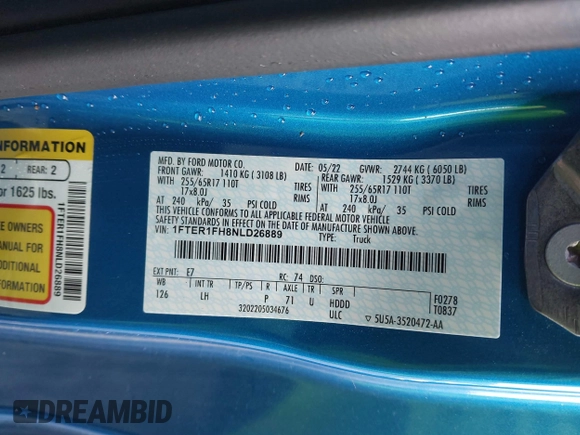 INFORMATION
2 REAR: 2
or 1625 lbs.
E OWNERS
ANUAL FOR
DDITIONAL
ORMATION
1FTER1FH8NLD26889
MFD. BY FORD MOTOR CO.
05/22 GVWR: 2744 KG ( 6050 LB)
FRONT GAWR: 1410 KG ( 3108 LB)
REAR GAWR: 1529 KG ( 3370 LB)
WITH TIRES WITH TIRES
255/65R17 110T 255/65R17 110T
17x8.0J RIMS 17x8.0J RIMS
AT 240 kPa/ 35 PSI COLD AT 240 kPa/ 35 PSI COLD
THIS VEHICLE CONFORMS TO ALL APPLICABLE FEDERAL MOTOR VEHICLE
SAFETY STANDARDS IN EFFECT ON THE DATE OF MANUFACTURE SHOWN ABOVE.
VIN: 1FTER1FH8NLD26889
TYPE: Truck
EXT PNT: E7 RC: 74 DSO:
WB INT TR TP/PS R AXLE TR SPR
126 LH P 71 U HDDD F0278
ULC T0837
3202205034676
▽ 5U5A-3520472-AA
DREAMBID